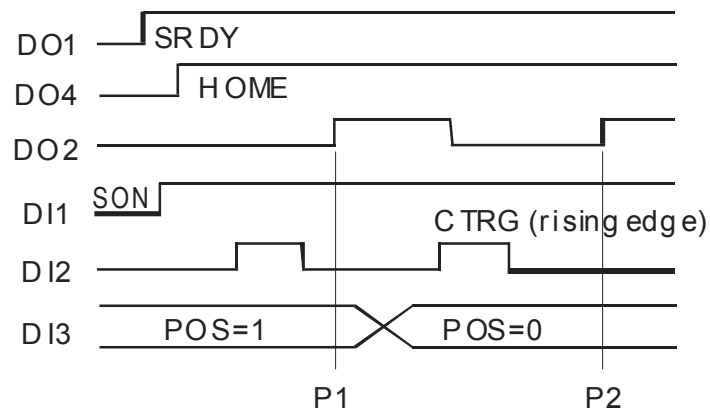 DO1 SRDY
DO4 HOME
DO2
DI1 SON
CTRG (rising edge)
DI2
DI3 POS=1 POS=0
P1 P2